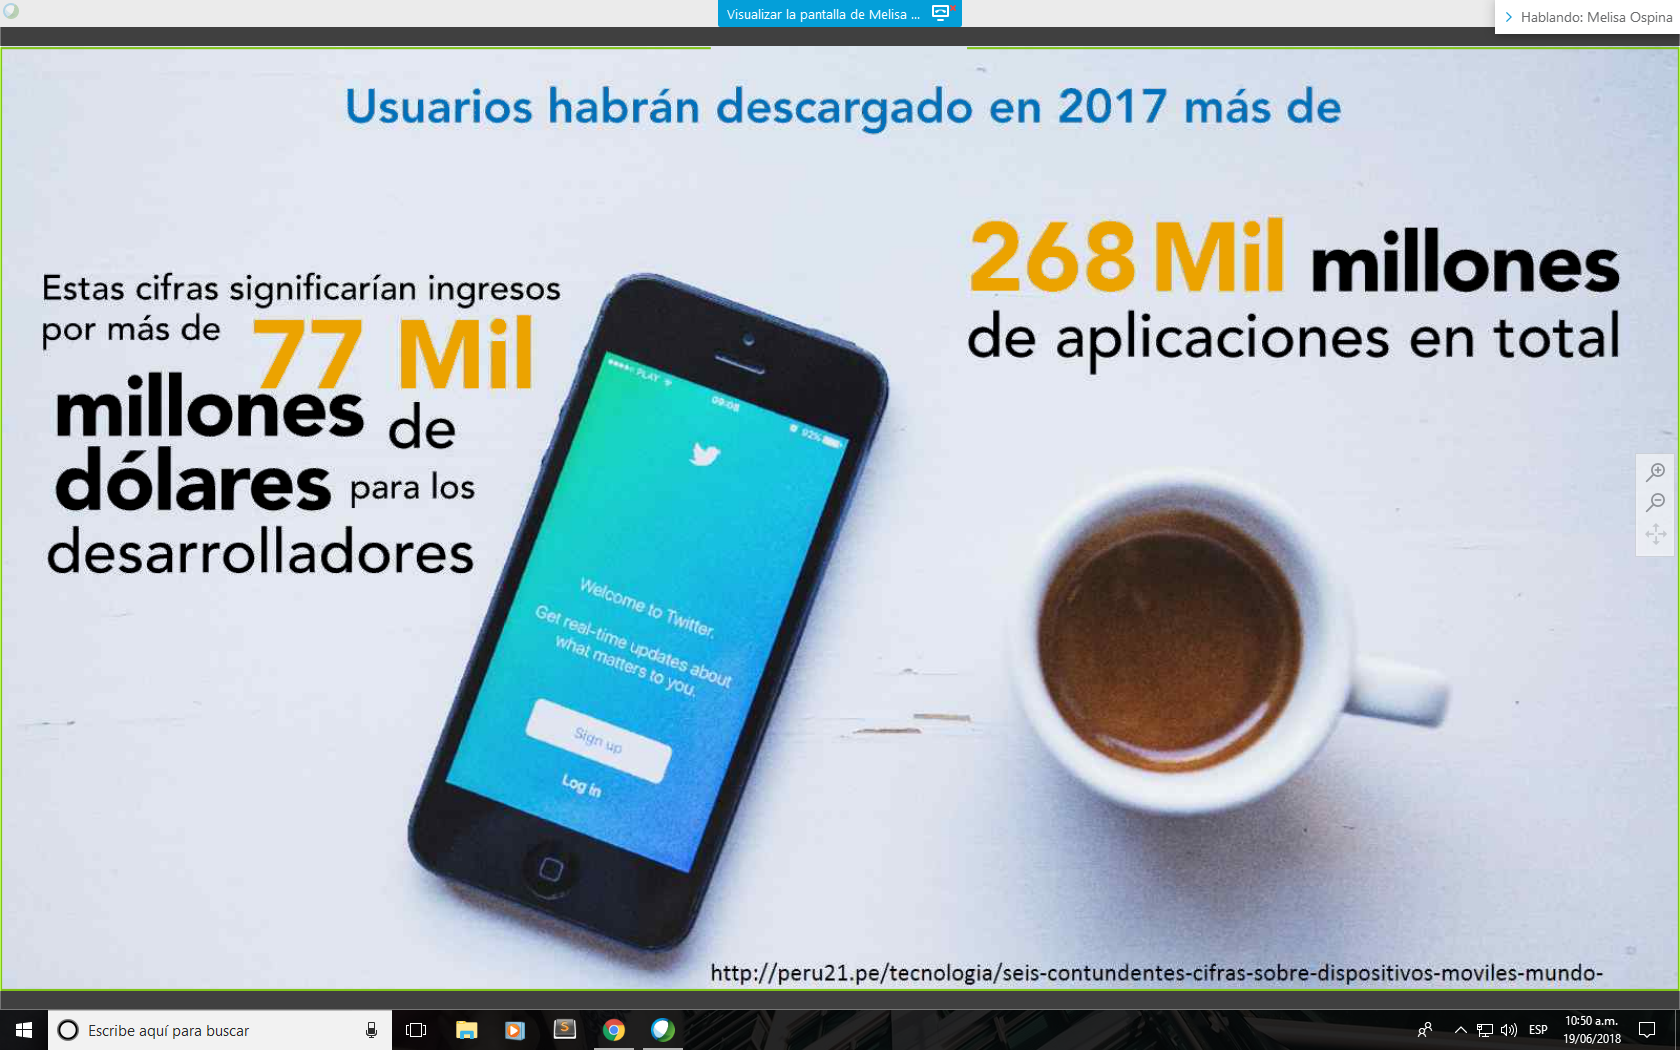 Visualizar la pantalla de Melisa ...
Hablando: Melisa Ospina
Usuarios habrán descargado en 2017 más de
268 Mil millones
de aplicaciones en total
Estas cifras significarían ingresos
por más de 77 Mil
millones de
dólares para los
desarrolladores
PLAY
09:08
92%
Welcome to Twitter.
Get real-time updates about
what matters to you.
Sign up
Log in
http://peru21.pe/tecnologia/seis-contundentes-cifras-sobre-dispositivos-moviles-mundo-
Escribe aquí para buscar
ESP
10:50 a.m.
19/06/2018